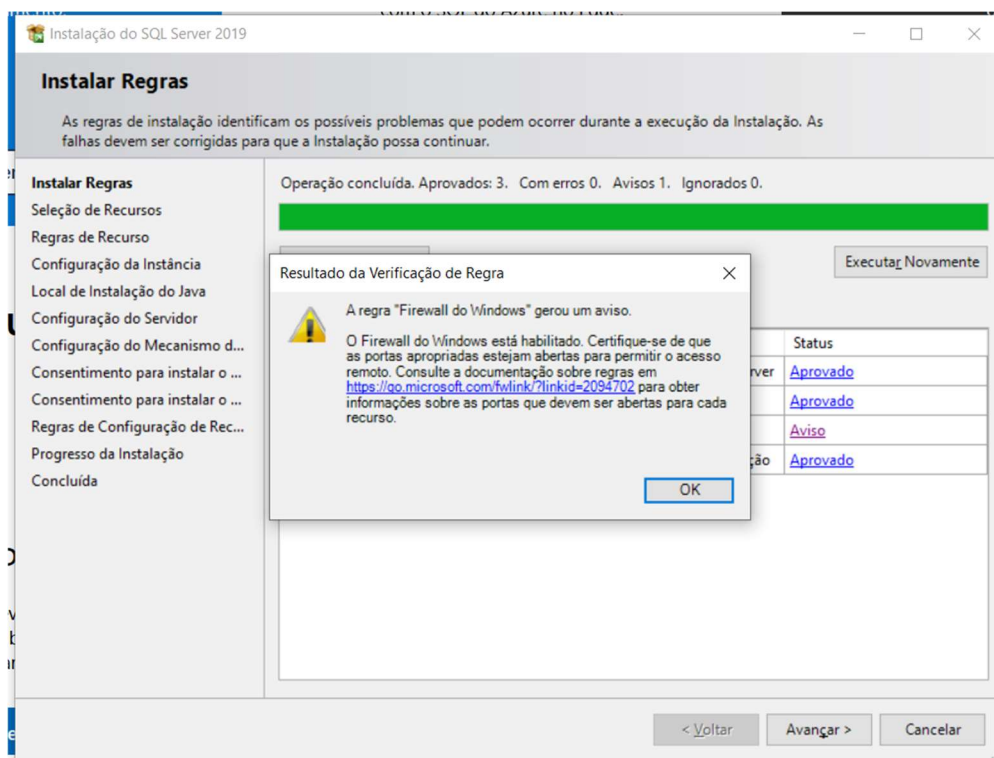 Instalação do SQL Server 2019
Instalar Regras
As regras de instalação identificam os possíveis problemas que podem ocorrer durante a execução da Instalação. As
falhas devem ser corrigidas para que a Instalação possa continuar.
Instalar Regras
Seleção de Recursos
Regras de Recurso
Configuração da Instância
Local de Instalação do Java
Configuração do Servidor
Configuração do Mecanismo d...
Consentimento para instalar o ...
Consentimento para instalar o ...
Regras de Configuração de Rec...
Progresso da Instalação
Concluída
Operação concluída. Aprovados: 3. Com erros 0. Avisos 1. Ignorados 0.
Executar Novamente
Resultado da Verificação de Regra
A regra "Firewall do Windows" gerou um aviso.
O Firewall do Windows está habilitado. Certifique-se de que
as portas apropriadas estejam abertas para permitir o acesso
remoto. Consulte a documentação sobre regras em
https://go.microsoft.com/fwlink/?linkid=2094702 para obter
informações sobre as portas que devem ser abertas para cada
recurso.
OK
Status
rver Aprovado
Aprovado
Aviso
ção Aprovado
< Voltar
Avançar >
Cancelar